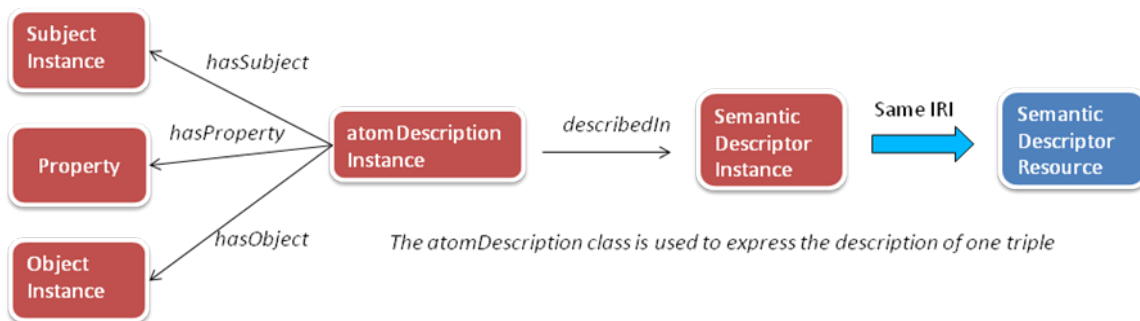 Subject
Instance
hasSubject
hasProperty
Property
hasObject
Object
Instance
atomDescription
Instance
describedIn
Semantic
Descriptor
Instance
Same IRI
Semantic
Descriptor
Resource
The atomDescription class is used to express the description of one triple